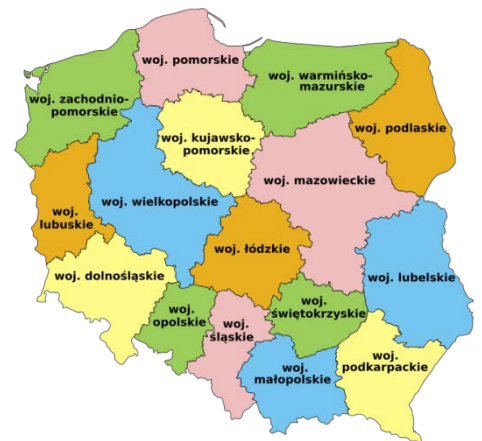 woj. pomorskie
woj. warmińsko-
mazurskie
woj. zachodnio-
pomorskie
woj. podlaskie
woj. kujawsko-
pomorskie
woj. mazowieckie
woj. wielkopolskie
woj.
lubuskie
woj. łódzkie
woj. lubelskie
woj. dolnośląskie
woj.
opolskie
woj.
śląskie
woj.
świętokrzyskie
woj.
małopolskie
woj.
podkarpackie